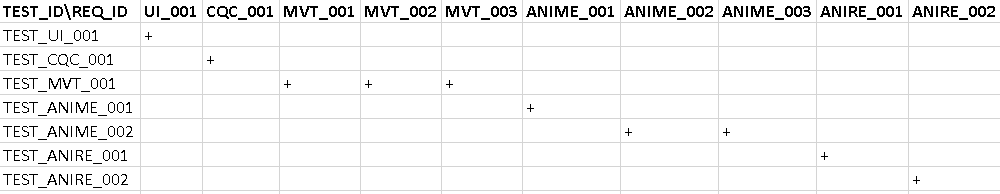 TEST_ID\REQ_ID UI_001 CQC_001 MVT_001 MVT_002 MVT_003 ANIME_001 ANIME_002 ANIME_003 ANIRE_001 ANIRE_002
TEST_UI_001 +
TEST_CQC_001 +
TEST_MVT_001 + + +
TEST_ANIME_001 +
TEST_ANIME_002 + +
TEST_ANIRE_001 +
TEST_ANIRE_002 +